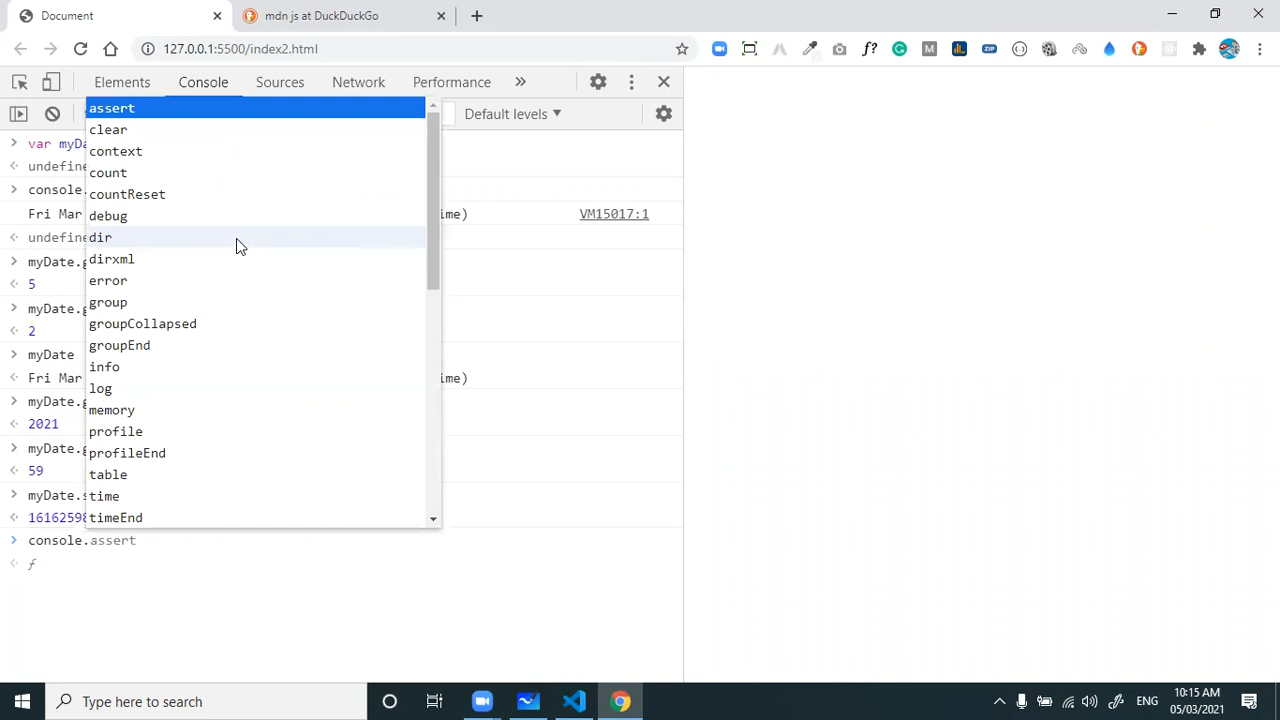 Document
mdn js at DuckDuckGo
127.0.0.1:5500/index2.html
Elements
Console
Sources
Network
Performance
Default levels
assert
clear
context
count
countReset
debug
dir
dirxml
error
group
groupCollapsed
groupEnd
info
log
memory
profile
profileEnd
table
time
timeEnd
var myDa
undefine
console.
Fri Mar ime) VM15017:1
undefine
myDate.g
5
myDate.g
2
myDate
Fri Mar ime)
myDate.g
2021
myDate.g
59
myDate.s
16162598
console.assert
f
Type here to search
ENG
10:15 AM
05/03/2021